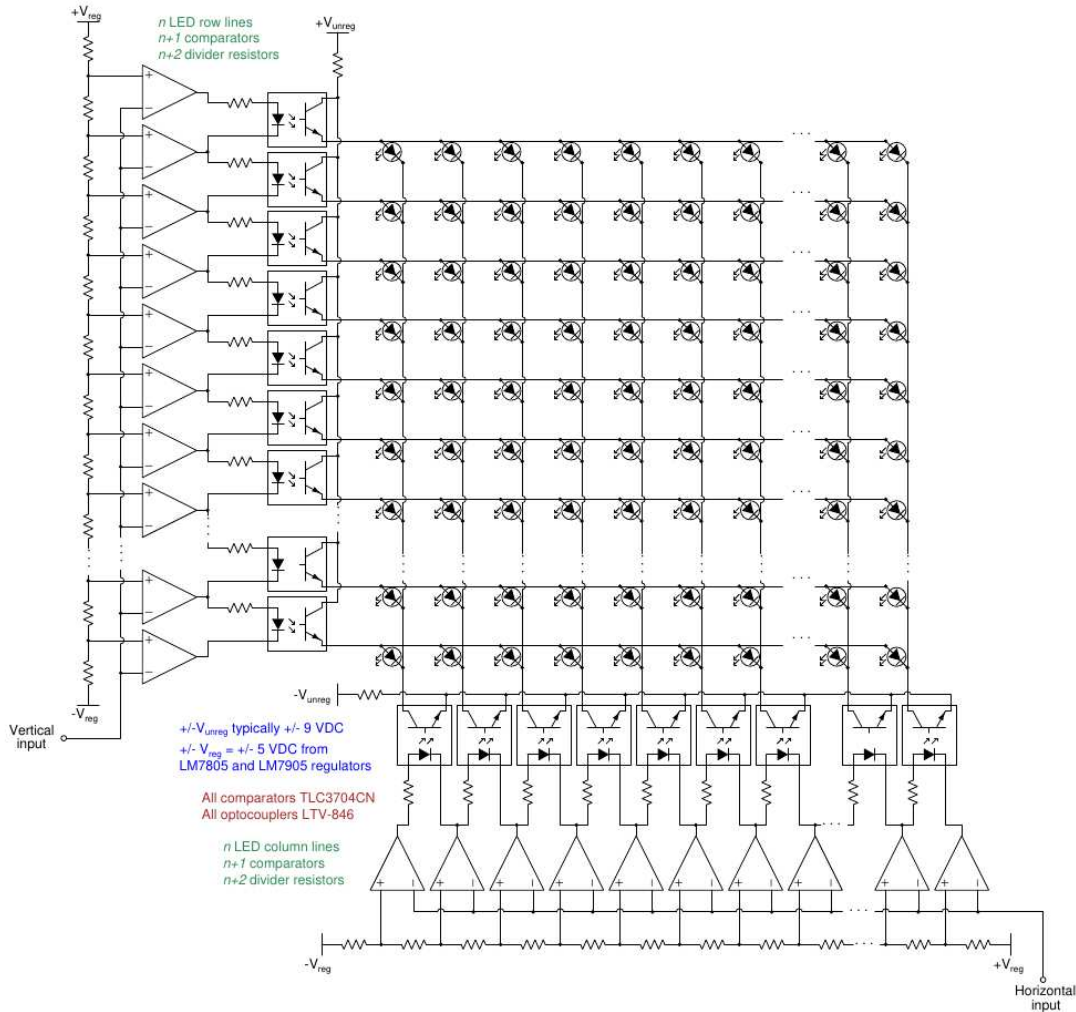 +Vreg
n LED row lines
n+1 comparators
n+2 divider resistors
+Vunreg
-Vreg
Vertical
input
-Vunreg
+/-Vunreg typically +/- 9 VDC
+/- Vreg = +/- 5 VDC from
LM7805 and LM7905 regulators
All comparators TLC3704CN
All optocouplers LTV-846
n LED column lines
n+1 comparators
n+2 divider resistors
-Vreg
+Vreg
Horizontal
input